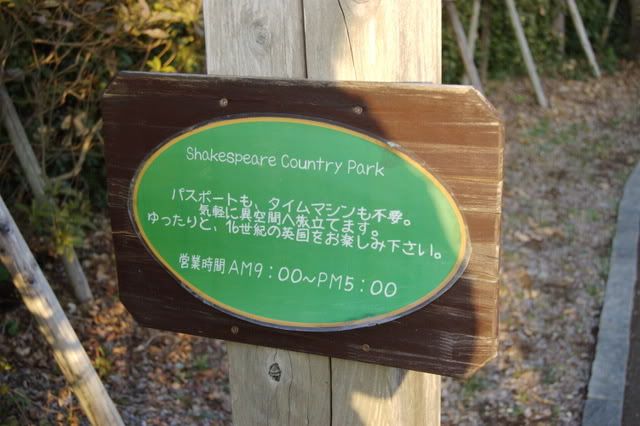 Shakespeare Country Park
パスポートも、タイムマシンも不要。
気軽に異空間へ旅立てます。
ゆったりと、16世紀の英国をお楽しみ下さい。
営業時間 AM9：00～PM5：00